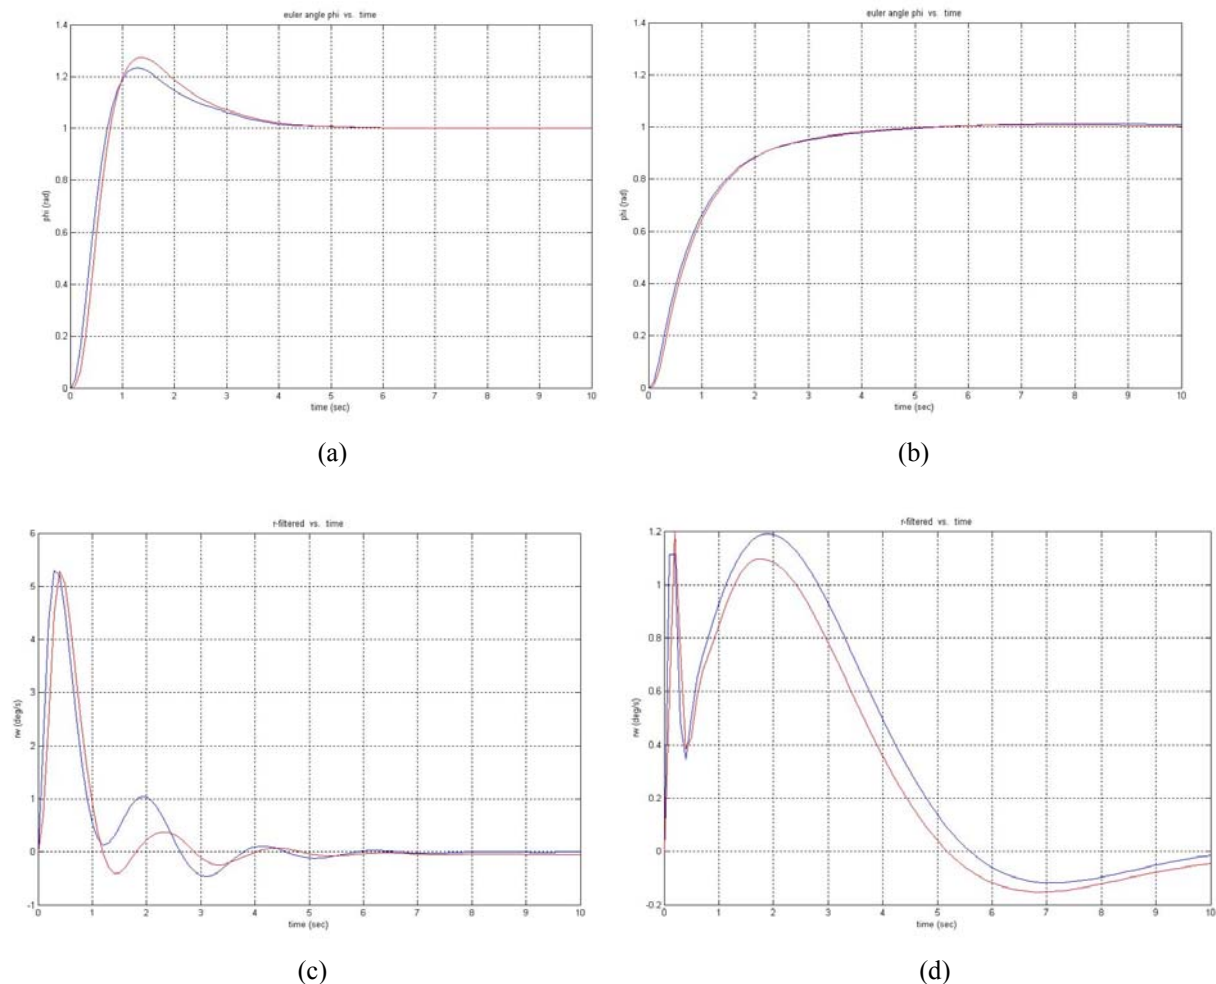 euler angle phi vs. time
1.4
1.2
1
0.8
0.6
0.4
0.2
0
phi (rad)
0 1 2 3 4 5 6 7 8 9 10
time (sec)
(a)
euler angle phi vs. time
1.4
1.2
1
0.8
0.6
0.4
0.2
0
phi (rad)
0 1 2 3 4 5 6 7 8 9 10
time (sec)
(b)
r-filtered vs. time
6
5
4
3
2
1
0
-1
rw (deg/s)
0 1 2 3 4 5 6 7 8 9 10
time (sec)
(c)
r-filtered vs. time
1.2
1
0.8
0.6
0.4
0.2
0
-0.2
rw (deg/s)
0 1 2 3 4 5 6 7 8 9 10
time (sec)
(d)